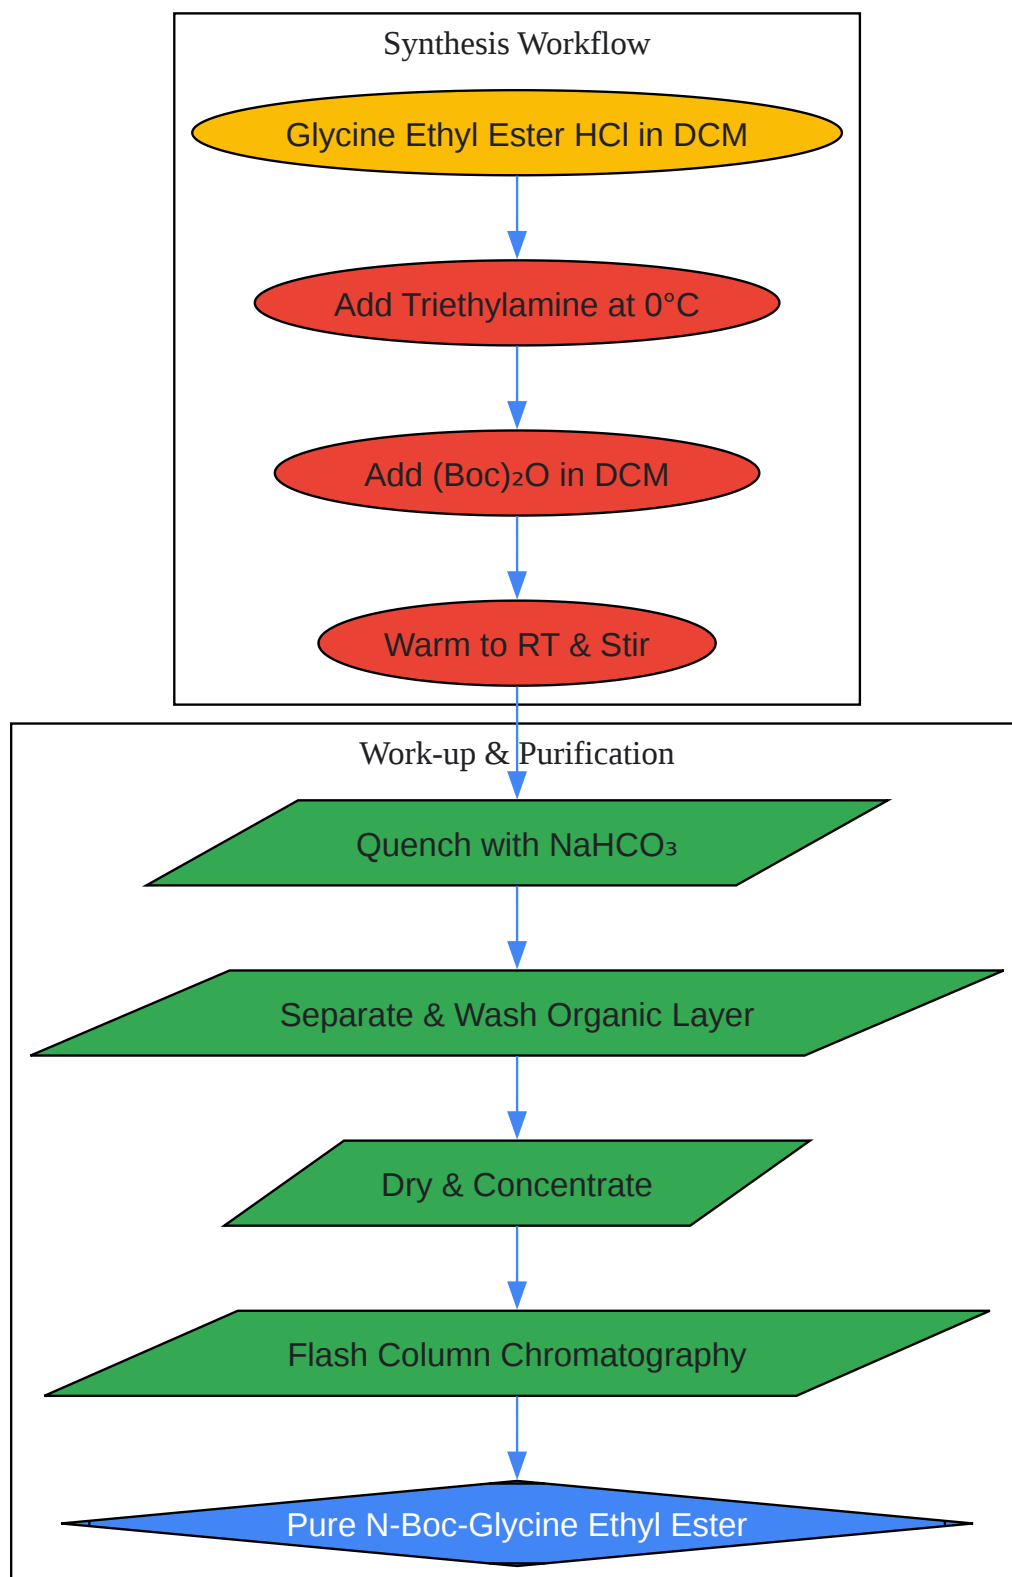 Synthesis Workflow
Glycine Ethyl Ester HCl in DCM
Add Triethylamine at 0°C
Add (Boc)₂O in DCM
Warm to RT & Stir
Work-up & Purification
Quench with NaHCO₃
Separate & Wash Organic Layer
Dry & Concentrate
Flash Column Chromatography
Pure N-Boc-Glycine Ethyl Ester